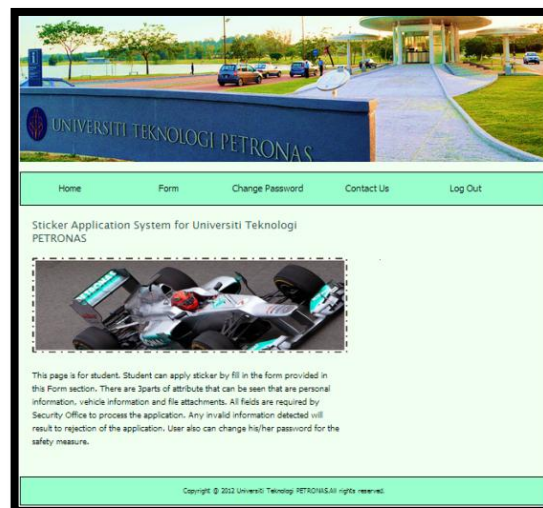 UNIVERSITI TEKNOLOGI PETRONAS
Home Form Change Password Contact Us Log Out
Sticker Application System for Universiti Teknologi
PETRONAS
PETRONAS
This page is for student. Student can apply sticker by fill in the form provided in
this Form section. There are 3parts of attribute that can be seen that are personal
information, vehicle information and file attachments. All fields are required by
Security Office to process the application. Any invalid information detected will
result to rejection of the application. User also can change his/her password for the
safety measure.
Copyright @ 2012 Universiti Teknologi PETRONAS.All rights reserved.